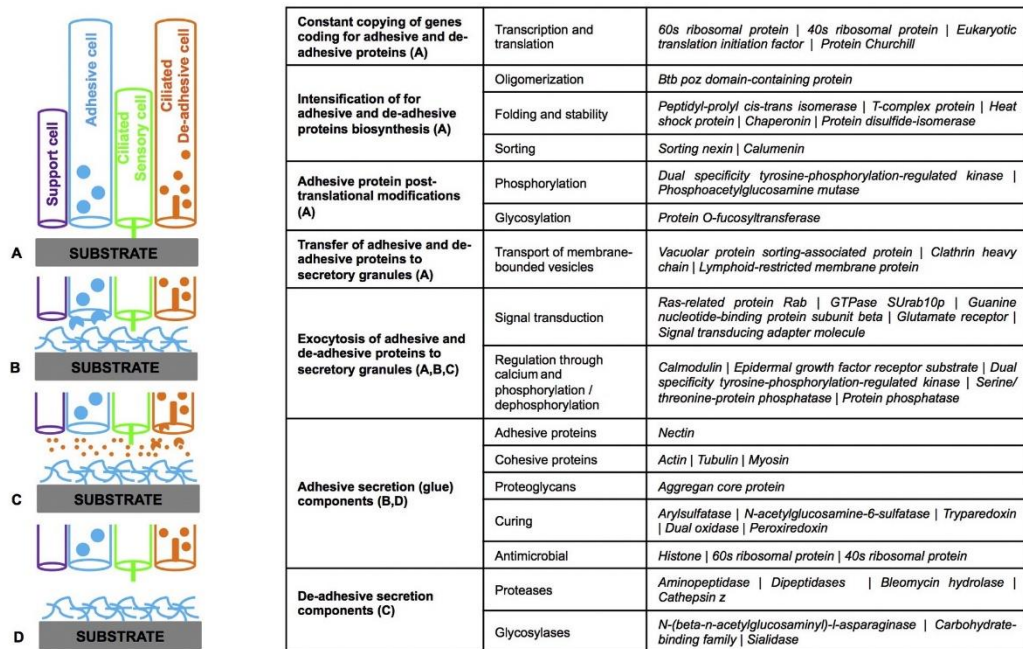 Support cell
Adhesive cell
Ciliated
Sensory cell
Ciliated
De-adhesive cell
A
SUBSTRATE
B
SUBSTRATE
C
SUBSTRATE
D
SUBSTRATE
Constant copying of genes
coding for adhesive and de-
adhesive proteins (A)
Transcription and
translation
60s ribosomal protein | 40s ribosomal protein | Eukaryotic
translation initiation factor | Protein Churchill
Intensification of for
adhesive and de-adhesive
proteins biosynthesis (A)
Oligomerization
Btb poz domain-containing protein
Folding and stability
Peptidyl-prolyl cis-trans isomerase | T-complex protein | Heat
shock protein | Chaperonin | Protein disulfide-isomerase
Sorting
Sorting nexin | Calumenin
Adhesive protein post-
translational modifications
(A)
Phosphorylation
Dual specificity tyrosine-phosphorylation-regulated kinase |
Phosphoacetylglucosamine mutase
Glycosylation
Protein O-fucosyltransferase
Transfer of adhesive and de-
adhesive proteins to
secretory granules (A)
Transport of membrane-
bounded vesicles
Vacuolar protein sorting-associated protein | Clathrin heavy
chain | Lymphoid-restricted membrane protein
Exocytosis of adhesive and
de-adhesive proteins to
secretory granules (A,B,C)
Signal transduction
Ras-related protein Rab | GTPase SUrab10p | Guanine
nucleotide-binding protein subunit beta | Glutamate receptor |
Signal transducing adapter molecule
Regulation through
calcium and
phosphorylation /
dephosphorylation
Calmodulin | Epidermal growth factor receptor substrate | Dual
specificity tyrosine-phosphorylation-regulated kinase | Serine/
threonine-protein phosphatase | Protein phosphatase
Adhesive secretion (glue)
components (B,D)
Adhesive proteins
Nectin
Cohesive proteins
Actin | Tubulin | Myosin
Proteoglycans
Aggregan core protein
Curing
Arylsulfatase | N-acetylglucosamine-6-sulfatase | Tryparedoxin
| Dual oxidase | Peroxiredoxin
Antimicrobial
Histone | 60s ribosomal protein | 40s ribosomal protein
De-adhesive secretion
components (C)
Proteases
Aminopeptidase | Dipeptidases | Bleomycin hydrolase |
Cathepsin z
Glycosylases
N-(beta-n-acetylglucosaminyl)-l-asparaginase | Carbohydrate-
binding family | Sialidase